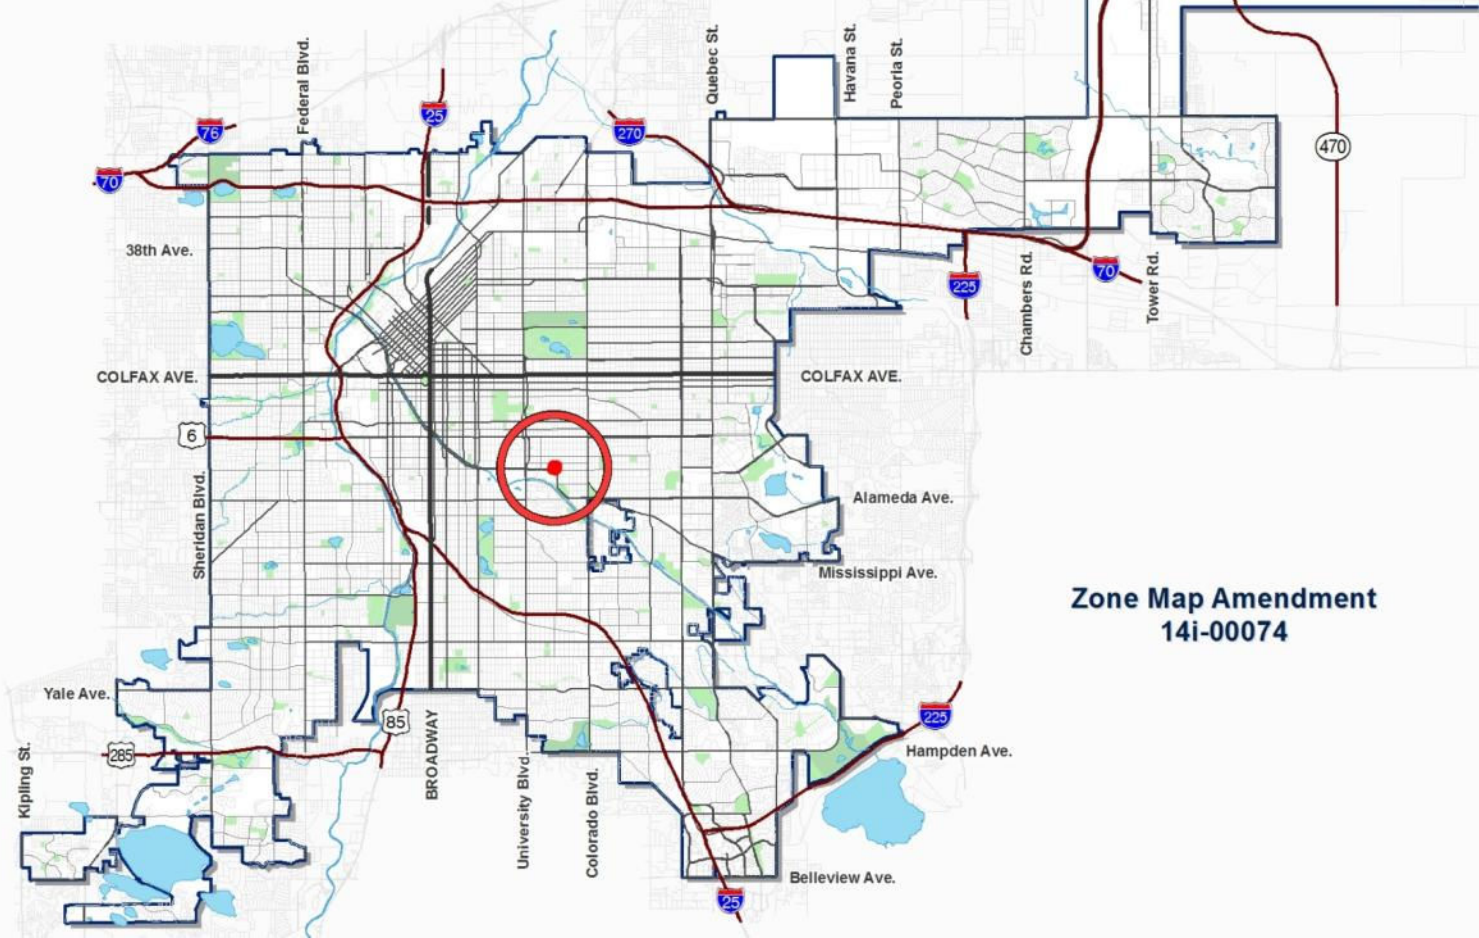 Federal Blvd.
Quebec St.
Havana St.
Peoria St.
76
25
270
470
70
38th Ave.
225
70
Chambers Rd.
Tower Rd.
COLFAX AVE.
COLFAX AVE.
6
Sheridan Blvd.
Alameda Ave.
Mississippi Ave.
Zone Map Amendment
14i-00074
Yale Ave.
85
225
285
Hampden Ave.
Kipling St.
BROADWAY
University Blvd.
Colorado Blvd.
Belleview Ave.
25